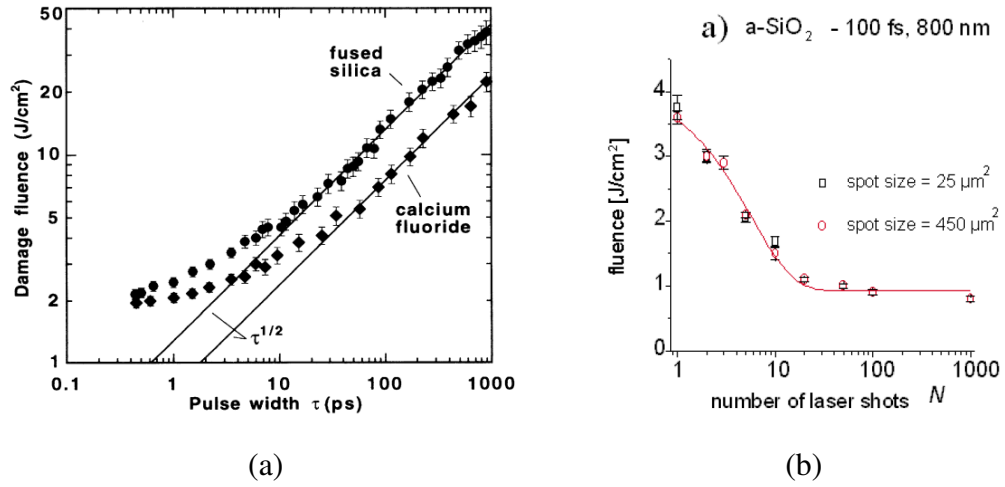 50
20
10
5
2
1
0.1
1
10
100
1000
Damage fluence (J/cm²)
Pulse width τ (ps)
fused
silica
calcium
fluoride
τ^1/2
(a)
a) a-SiO₂ - 100 fs, 800 nm
4
3
2
1
0
1
10
100
1000
fluence [J/cm²]
number of laser shots N
spot size = 25 µm²
spot size = 450 µm²
(b)